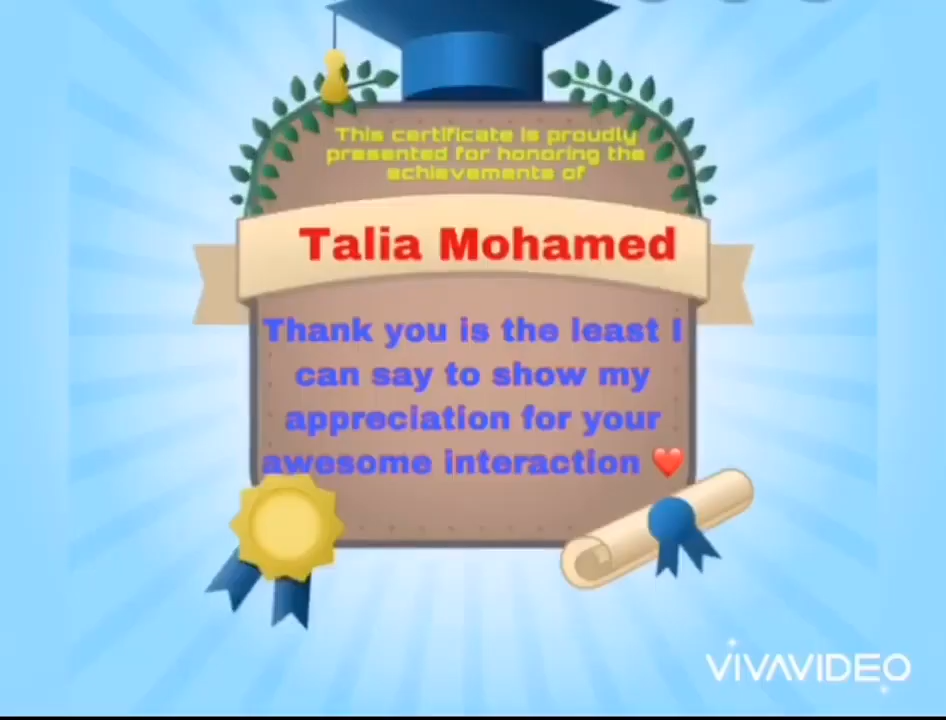 This certificate is proudly
presented for honoring the
achievements of
Talia Mohamed
Thank you is the least I
can say to show my
appreciation for your
awesome interaction ❤️
VIVAVIDEO